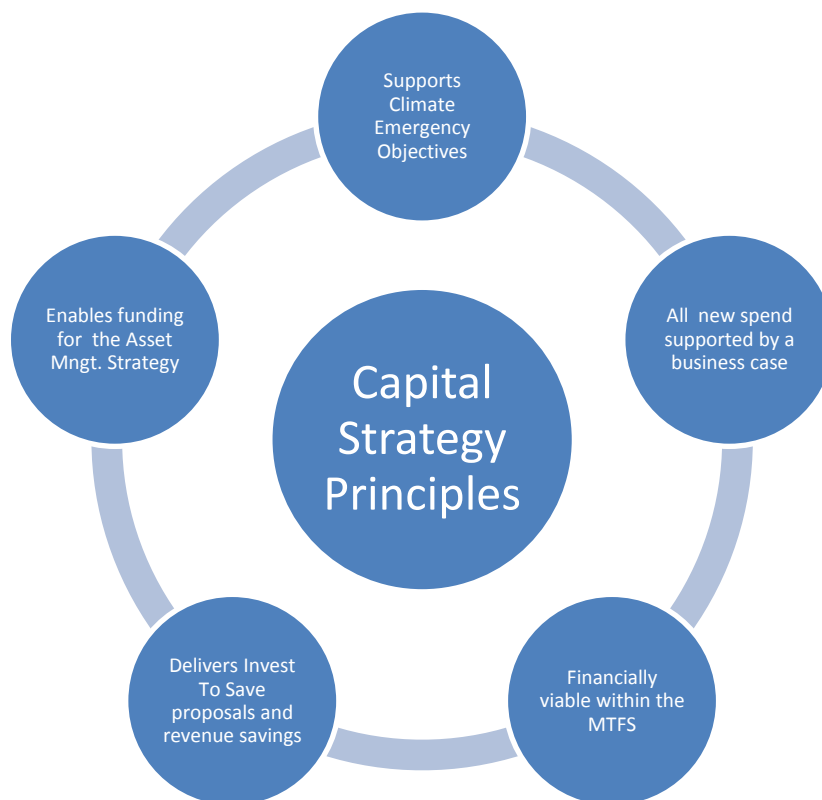 Supports
Climate
Emergency
Objectives
All new spend
supported by a
business case
Financially
viable within the
MTFS
Delivers Invest
To Save
proposals and
revenue savings
Enables funding
for the Asset
Mngt. Strategy
Capital
Strategy
Principles